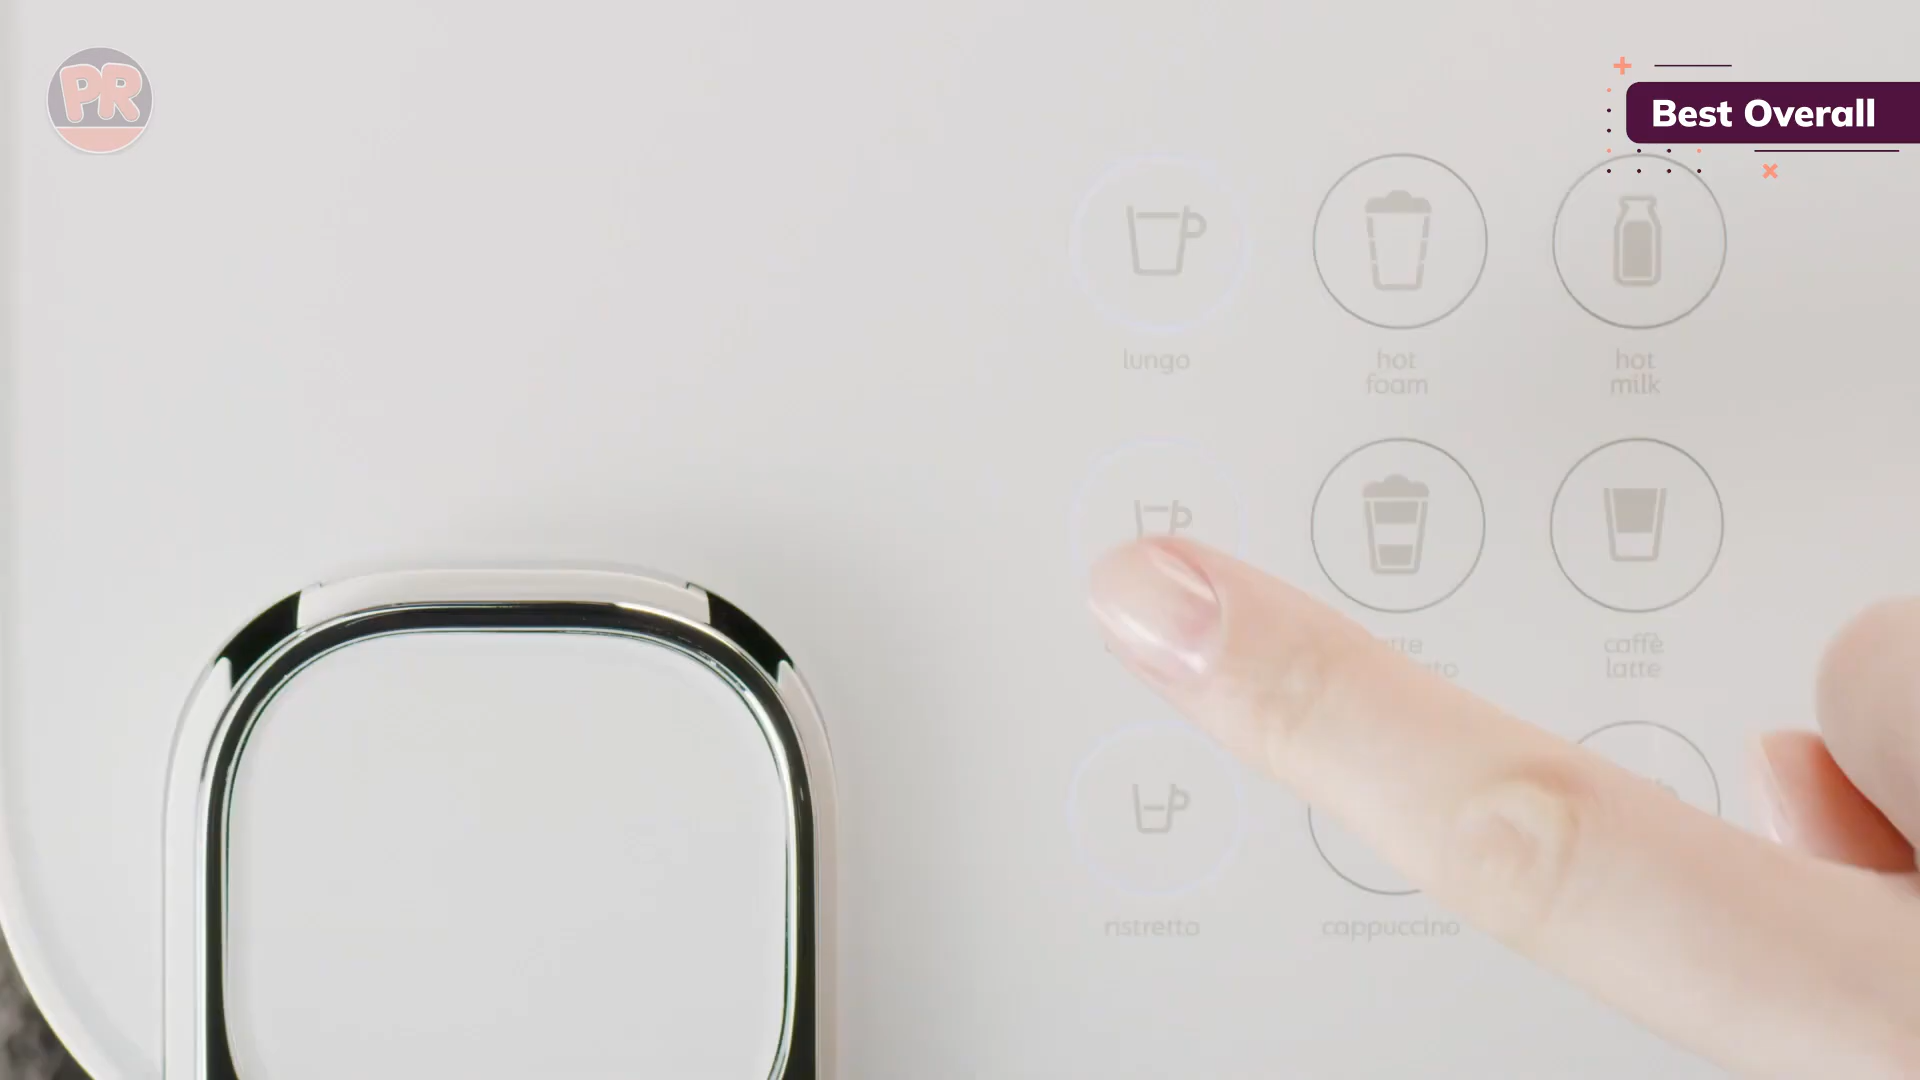 PR
Best Overall
lungo
hot
foam
hot
milk
caffè
latte
ristretto
cappuccino